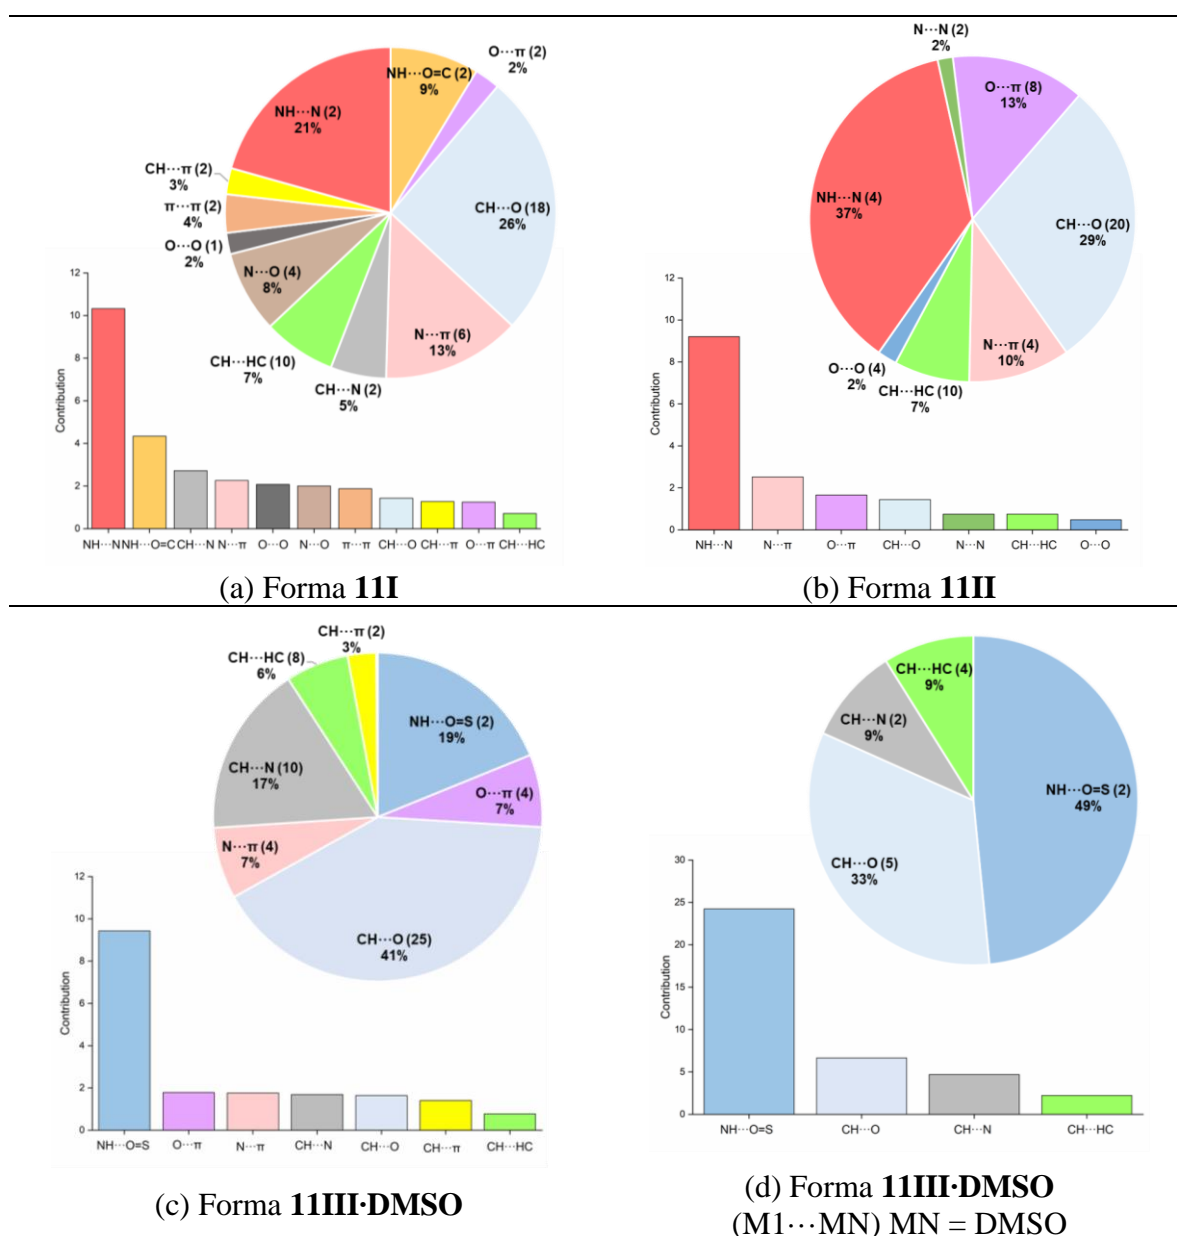 O···π (2)
2%
NH···O=C (2)
9%
NH···N (2)
21%
CH···π (2)
3%
π···π (2)
4%
O···O (1)
2%
N···O (4)
8%
CH···HC (10)
7%
CH···N (2)
5%
N···π (6)
13%
CH···O (18)
26%
12
10
8
6
4
2
0
Contribution
NH···N NH···O=C CH···N N···π O···O N···O π···π CH···O CH···π O···π CH···HC
(a) Forma 11I
N···N (2)
2%
O···π (8)
13%
NH···N (4)
37%
CH···O (20)
29%
N···π (4)
10%
O···O (4)
2%
CH···HC (10)
7%
12
10
8
6
4
2
0
Contribution
NH···N N···π O···π CH···O N···N CH···HC O···O
(b) Forma 11II
CH···π (2)
3%
CH···HC (8)
6%
NH···O=S (2)
19%
CH···N (10)
17%
O···π (4)
7%
N···π (4)
7%
CH···O (25)
41%
12
10
8
6
4
2
0
Contribution
NH···O=S O···π N···π CH···N CH···O CH···π CH···HC
(c) Forma 11III·DMSO
CH···HC (4)
9%
CH···N (2)
9%
NH···O=S (2)
49%
CH···O (5)
33%
30
25
20
15
10
5
0
Contribution
NH···O=S CH···O CH···N CH···HC
(d) Forma 11III·DMSO
(M1···MN) MN = DMSO